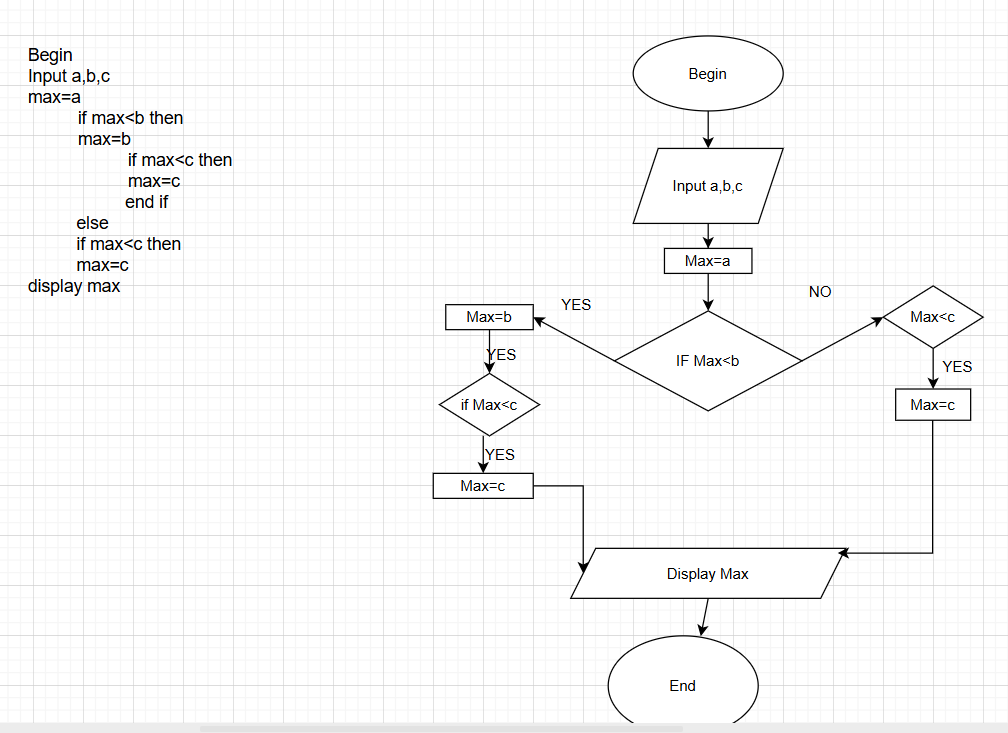 Begin
Input a,b,c
max=a
if max<b then
max=b
if max<c then
max=c
end if
else
if max<c then
max=c
display max
Begin
Input a,b,c
Max=a
YES
NO
Max=b
IF Max<b
Max<c
YES
YES
if Max<c
Max=c
YES
Max=c
Display Max
End